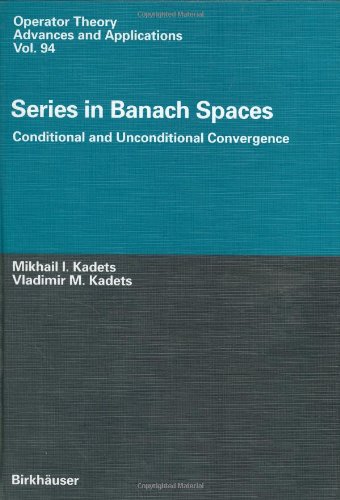 Operator Theory
Advances and Applications
Vol. 94
Series in Banach Spaces
Conditional and Unconditional Convergence
Mikhail I. Kadets
Vladimir M. Kadets
Birkhäuser